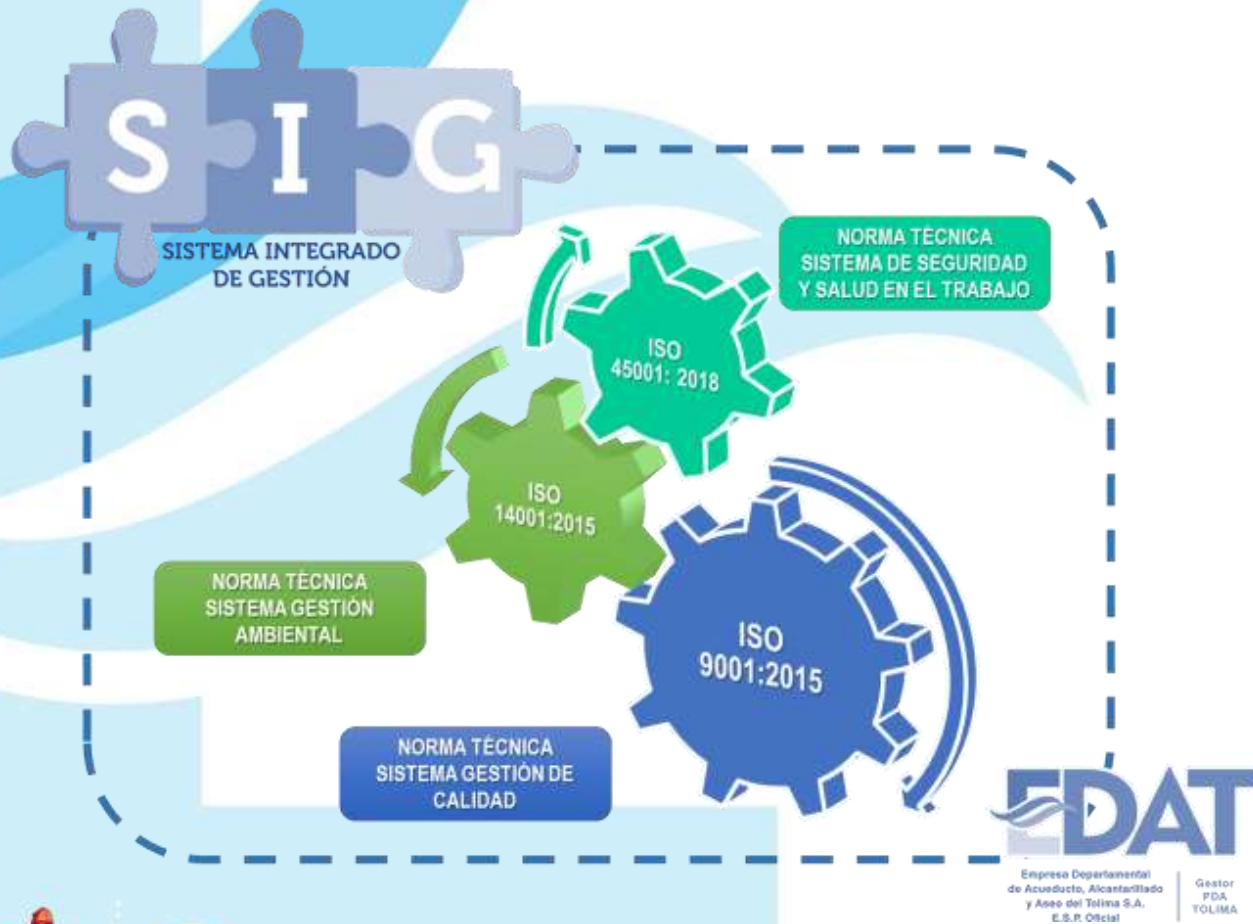 SIG
SISTEMA INTEGRADO
DE GESTIÓN
NORMA TÉCNICA
SISTEMA DE SEGURIDAD
Y SALUD EN EL TRABAJO
ISO
45001: 2018
ISO
14001:2015
NORMA TÉCNICA
SISTEMA GESTIÓN
AMBIENTAL
ISO
9001:2015
NORMA TÉCNICA
SISTEMA GESTIÓN DE
CALIDAD
EDAT
Empresa Departamental
de Acueducto, Alcantarillado
y Aseo del Tolima S.A.
E.S.P. Oficial
Gestor
PDA
TOLIMA